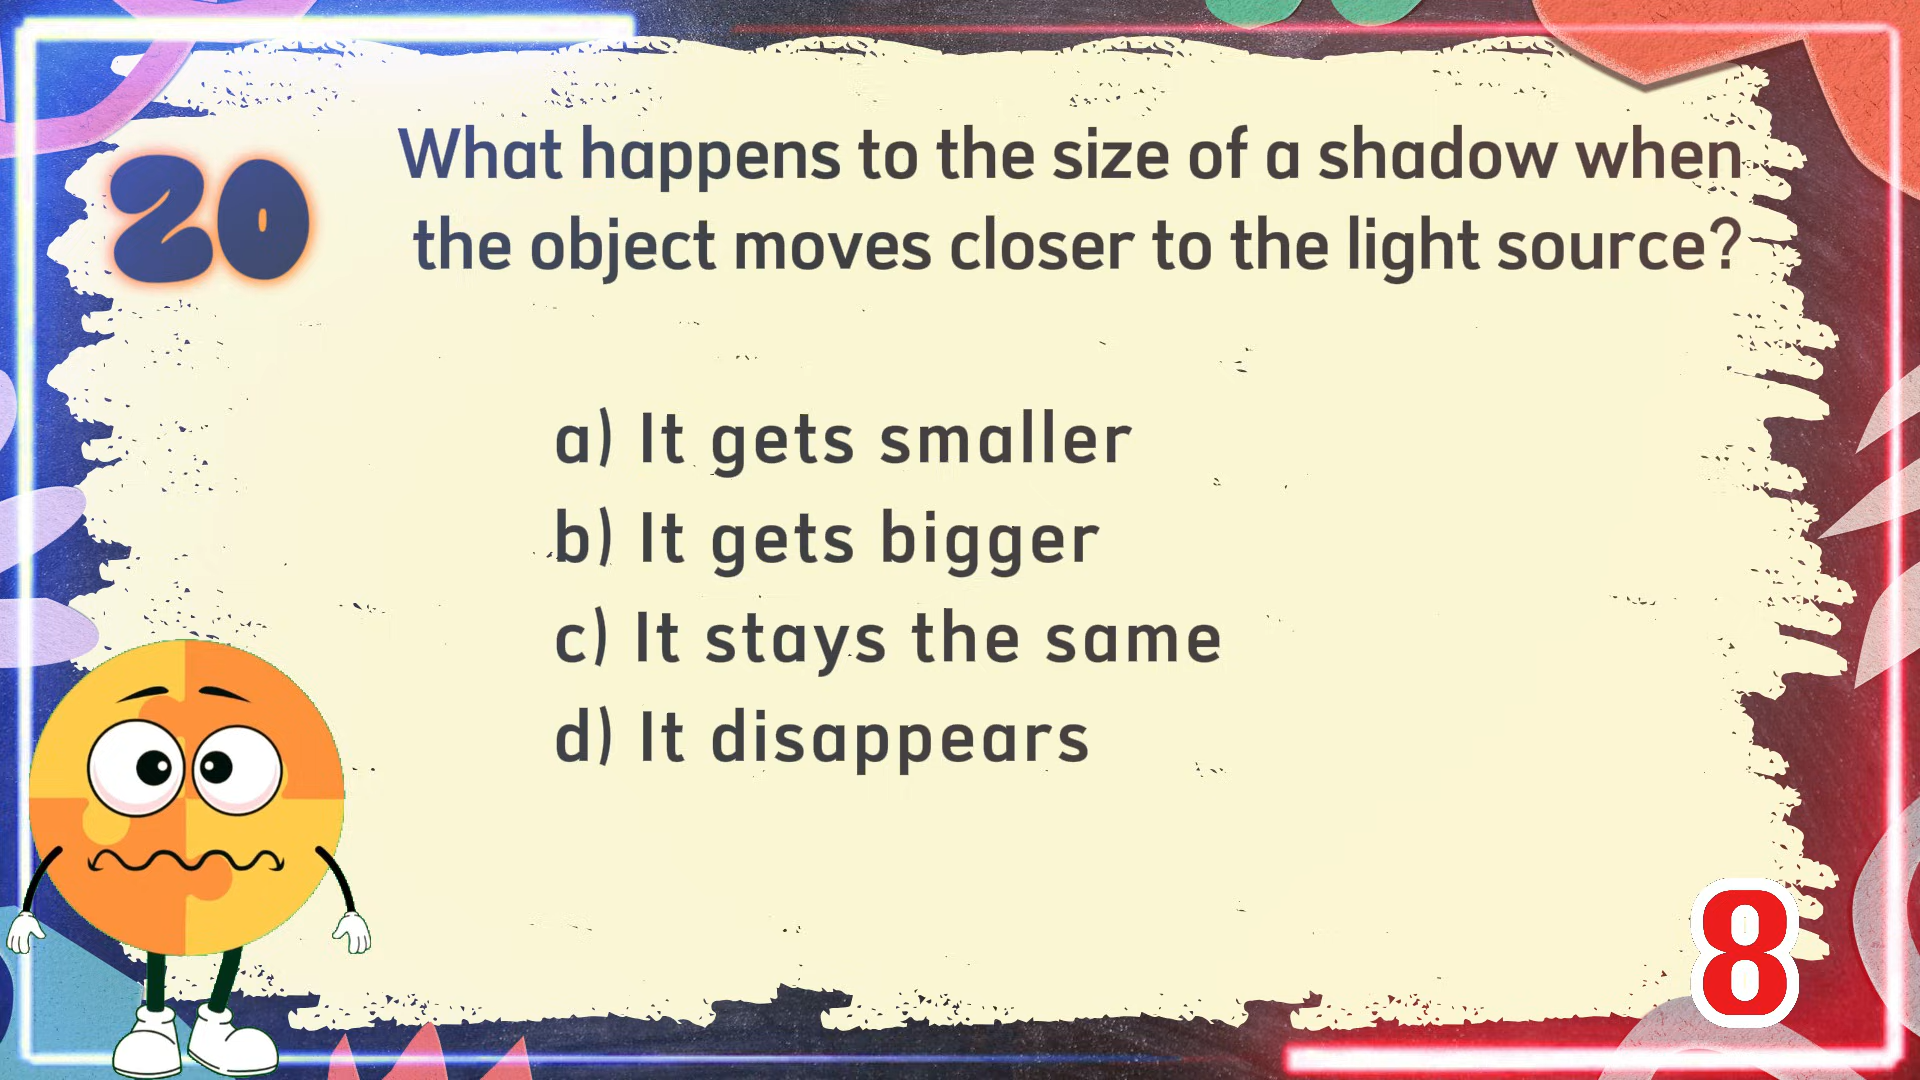 20
What happens to the size of a shadow when
the object moves closer to the light source?
a) It gets smaller
b) It gets bigger
c) It stays the same
d) It disappears
8